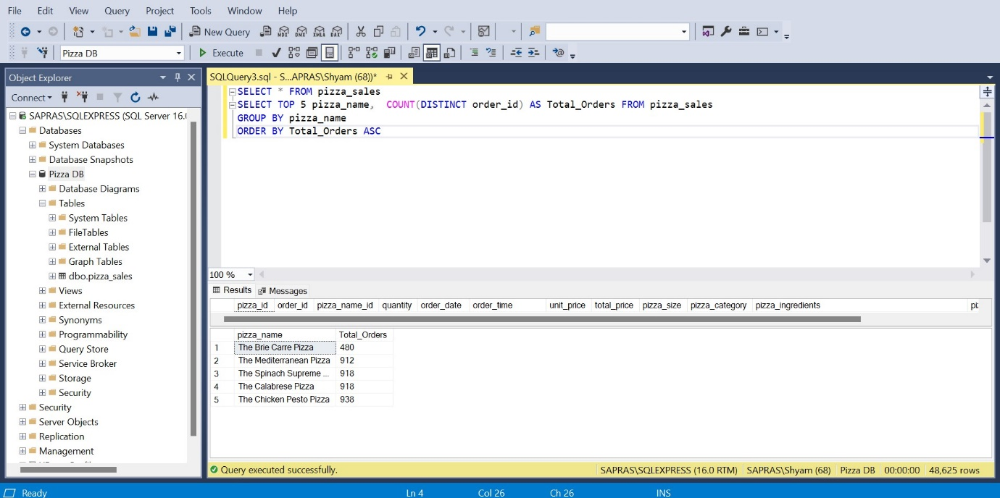 File Edit View Query Project Tools Window Help
New Query MDX DMX XMLA DAX
Pizza DB Execute
Object Explorer
Connect
SAPRAS\SQLEXPRESS (SQL Server 16.
Databases
System Databases
Database Snapshots
Pizza DB
Database Diagrams
Tables
System Tables
FileTables
External Tables
Graph Tables
dbo.pizza_sales
Views
External Resources
Synonyms
Programmability
Query Store
Service Broker
Storage
Security
Security
Server Objects
Replication
Management
SQLQuery3.sql - S...APRAS\Shyam (68))*
SELECT * FROM pizza_sales
SELECT TOP 5 pizza_name, COUNT(DISTINCT order_id) AS Total_Orders FROM pizza_sales
GROUP BY pizza_name
ORDER BY Total_Orders ASC
100 %
Results Messages
pizza_id order_id pizza_name_id quantity order_date order_time unit_price total_price pizza_size pizza_category pizza_ingredients
pizza_name Total_Orders
1 The Brie Carre Pizza 480
2 The Mediterranean Pizza 912
3 The Spinach Supreme ... 918
4 The Calabrese Pizza 918
5 The Chicken Pesto Pizza 938
Query executed successfully. SAPRAS\SQLEXPRESS (16.0 RTM) SAPRAS\Shyam (68) Pizza DB 00:00:00 48,625 rows
Ready Ln 4 Col 26 Ch 26 INS